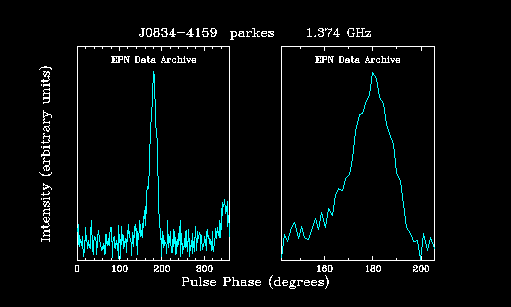 J0834-4159 parkes 1.374 GHz
EPN Data Archive
EPN Data Archive
Intensity (arbitrary units)
0 100 200 300
160 180 200
Pulse Phase (degrees)